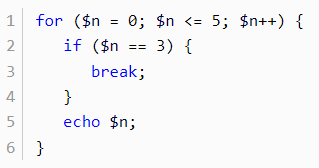 1 for ($n = 0; $n <= 5; $n++) {
2    if ($n == 3) {
3       break;
4    }
5    echo $n;
6 }